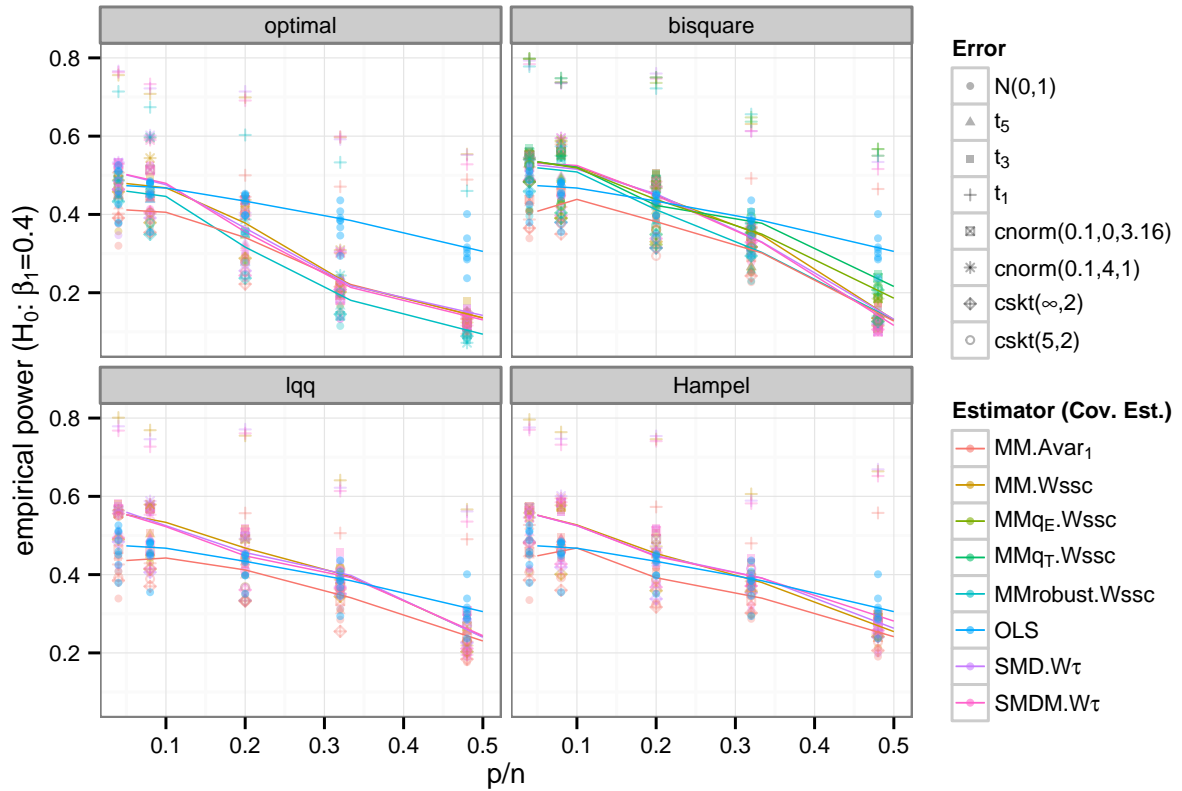 optimal
bisquare
0.8
0.6
0.4
0.2
lqq
Hampel
0.8
0.6
0.4
0.2
0.1
0.2
0.3
0.4
0.5
0.1
0.2
0.3
0.4
0.5
p/n
empirical power (H₀: β₁=0.4)
Error
N(0,1)
t₅
t₃
t₁
cnorm(0.1,0,3.16)
cnorm(0.1,4,1)
cskt(∞,2)
cskt(5,2)
Estimator (Cov. Est.)
MM.Avar₁
MM.Wssc
MMqE.Wssc
MMqT.Wssc
MMrobust.Wssc
OLS
SMD.Wτ
SMDM.Wτ